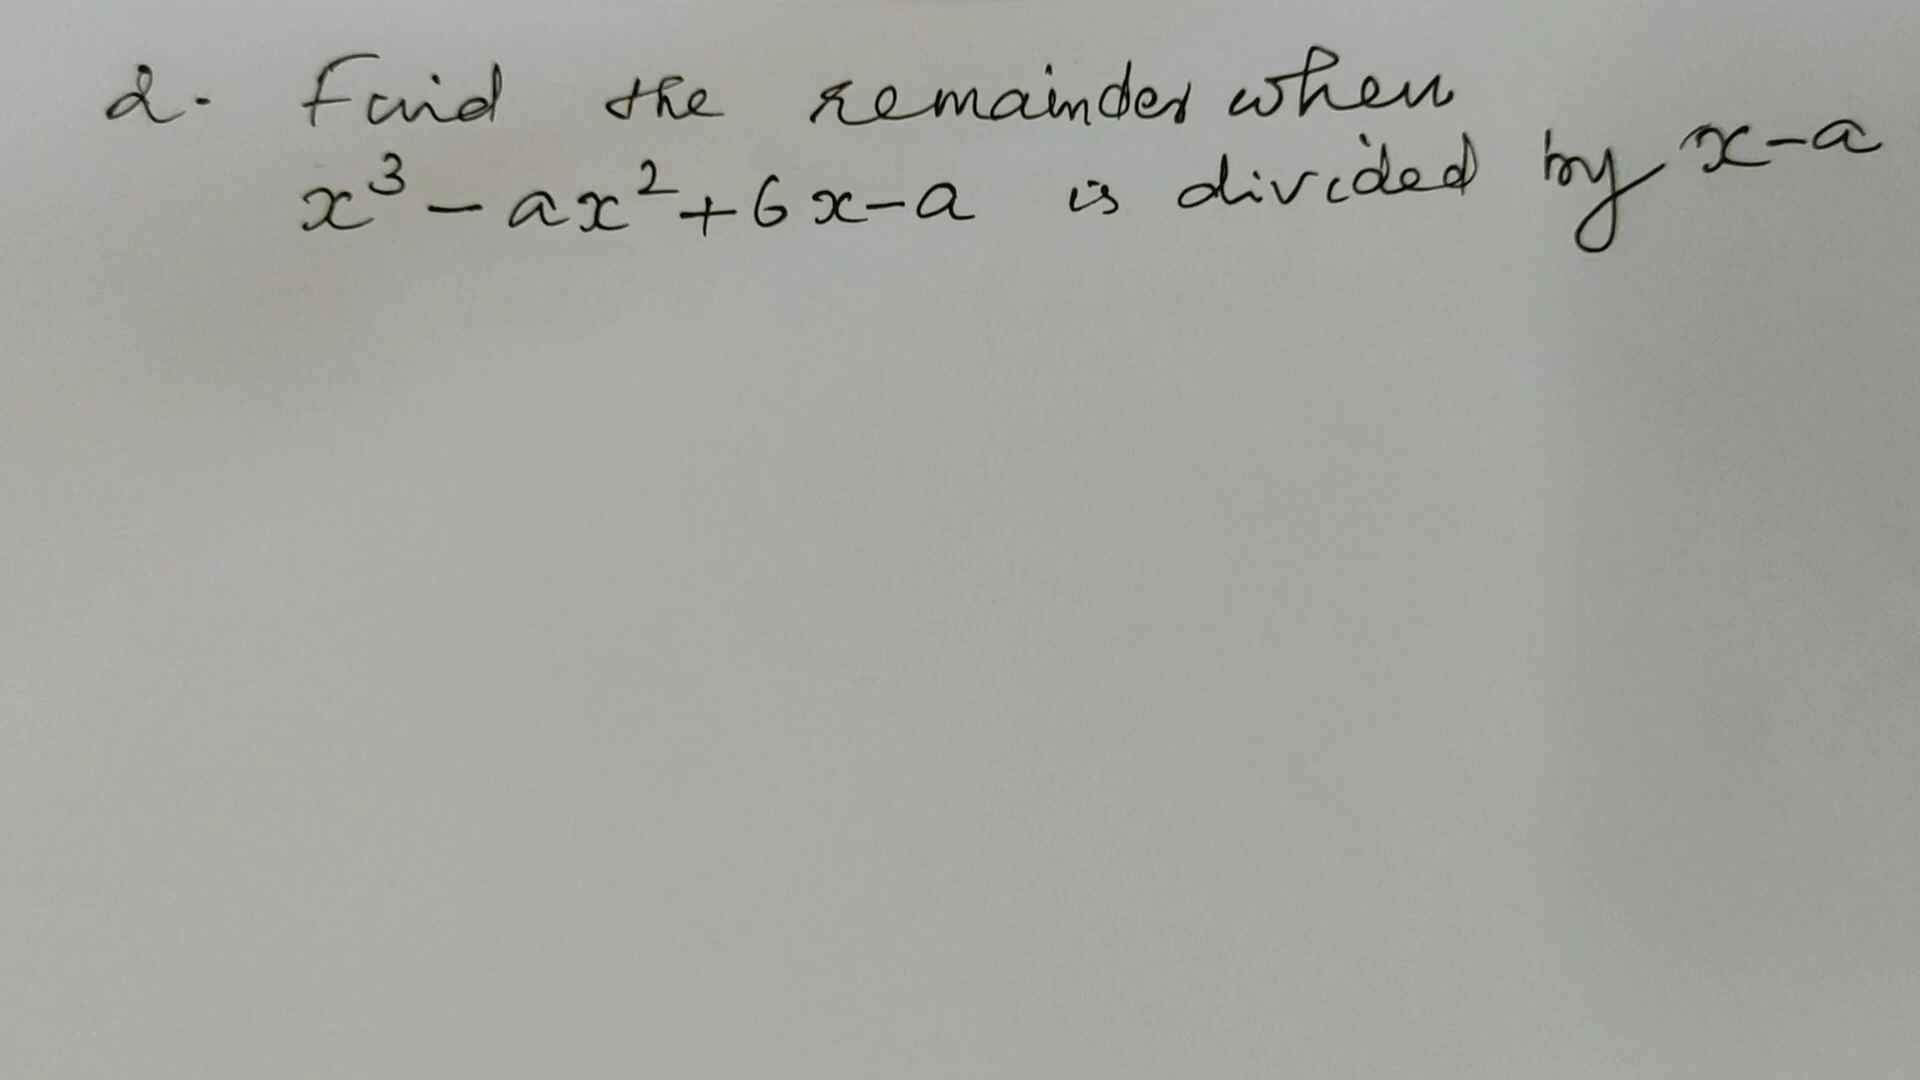 2. Find the remainder when
x³ - ax² + 6x - a is divided by x - a